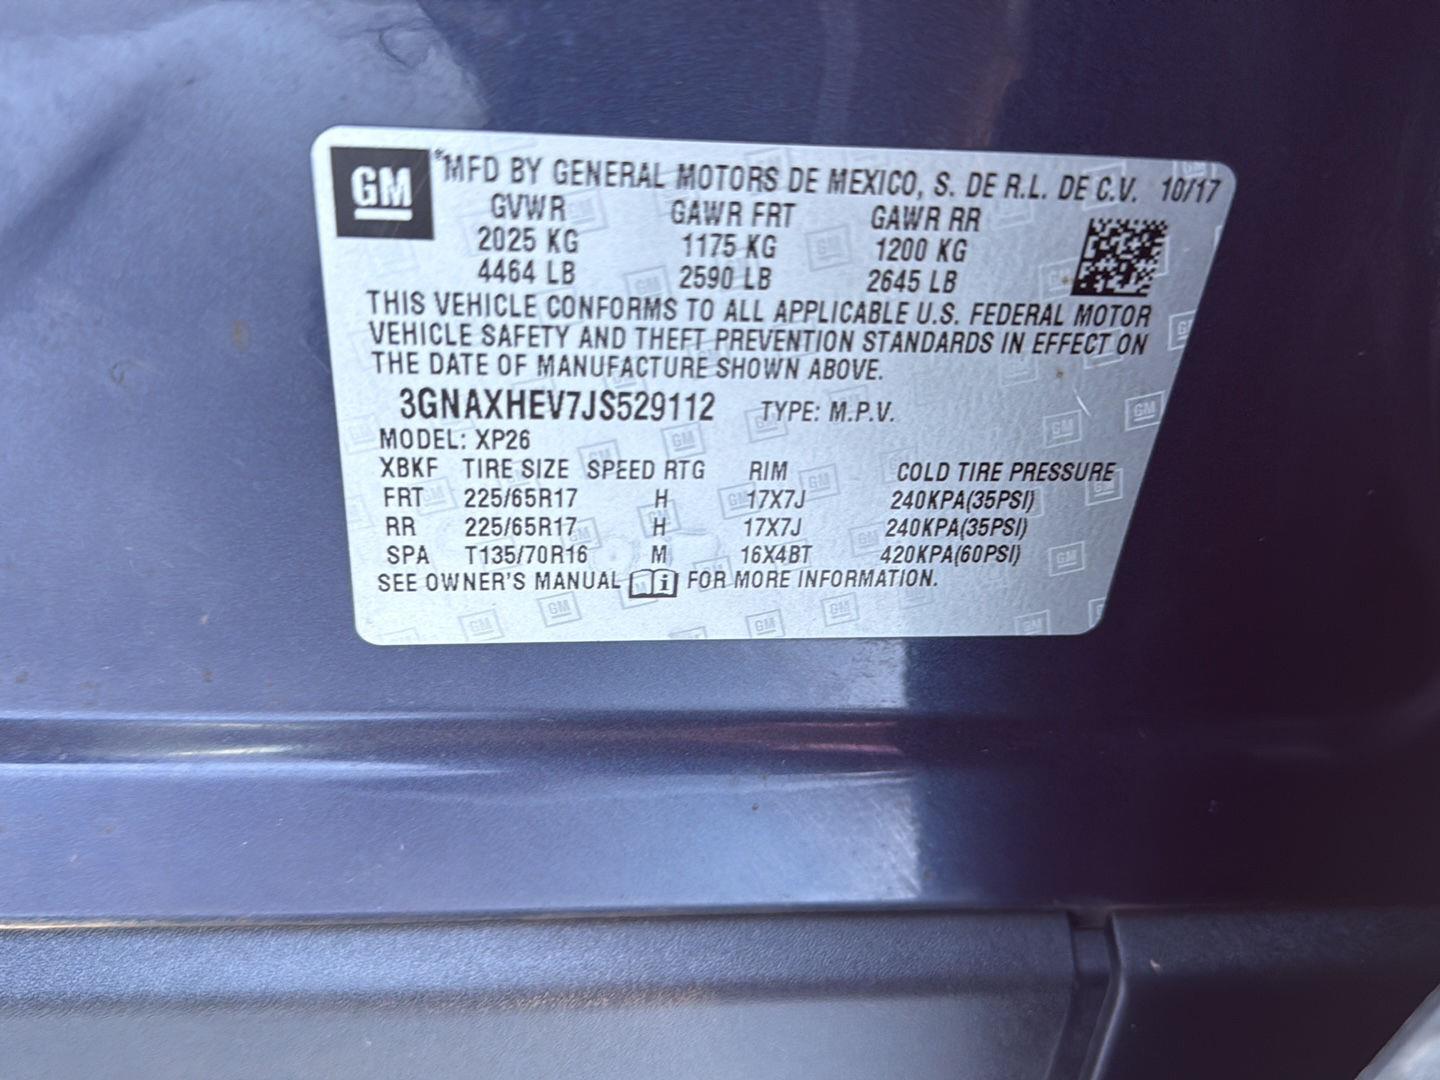 GM *MFD BY GENERAL MOTORS DE MEXICO, S. DE R.L. DE C.V. 10/17
GVWR GAWR FRT GAWR RR
2025 KG 1175 KG 1200 KG
4464 LB 2590 LB 2645 LB
THIS VEHICLE CONFORMS TO ALL APPLICABLE U.S. FEDERAL MOTOR
VEHICLE SAFETY AND THEFT PREVENTION STANDARDS IN EFFECT ON
THE DATE OF MANUFACTURE SHOWN ABOVE.
3GNAXHEV7JS529112 TYPE: M.P.V.
MODEL: XP26
XBKF TIRE SIZE SPEED RTG RIM COLD TIRE PRESSURE
FRT 225/65R17 H 17X7J 240KPA(35PSI)
RR 225/65R17 H 17X7J 240KPA(35PSI)
SPA T135/70R16 M 16X4BT 420KPA(60PSI)
SEE OWNER'S MANUAL i FOR MORE INFORMATION.